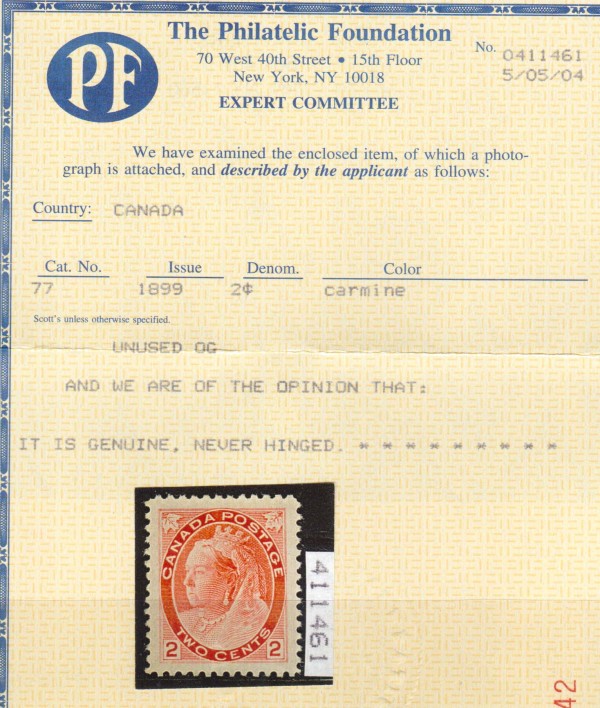 The Philatelic Foundation
PF
70 West 40th Street • 15th Floor
New York, NY 10018
EXPERT COMMITTEE
No. 0411461
5/05/04
We have examined the enclosed item, of which a photo-
graph is attached, and described by the applicant as follows:
Country: CANADA
Cat. No. Issue Denom. Color
77 1899 2¢ carmine
Scott's unless otherwise specified.
UNUSED OG
AND WE ARE OF THE OPINION THAT:
IT IS GENUINE, NEVER HINGED. * * * * * * * * *
CANADA POSTAGE
TWO CENTS
2 2
411461
42